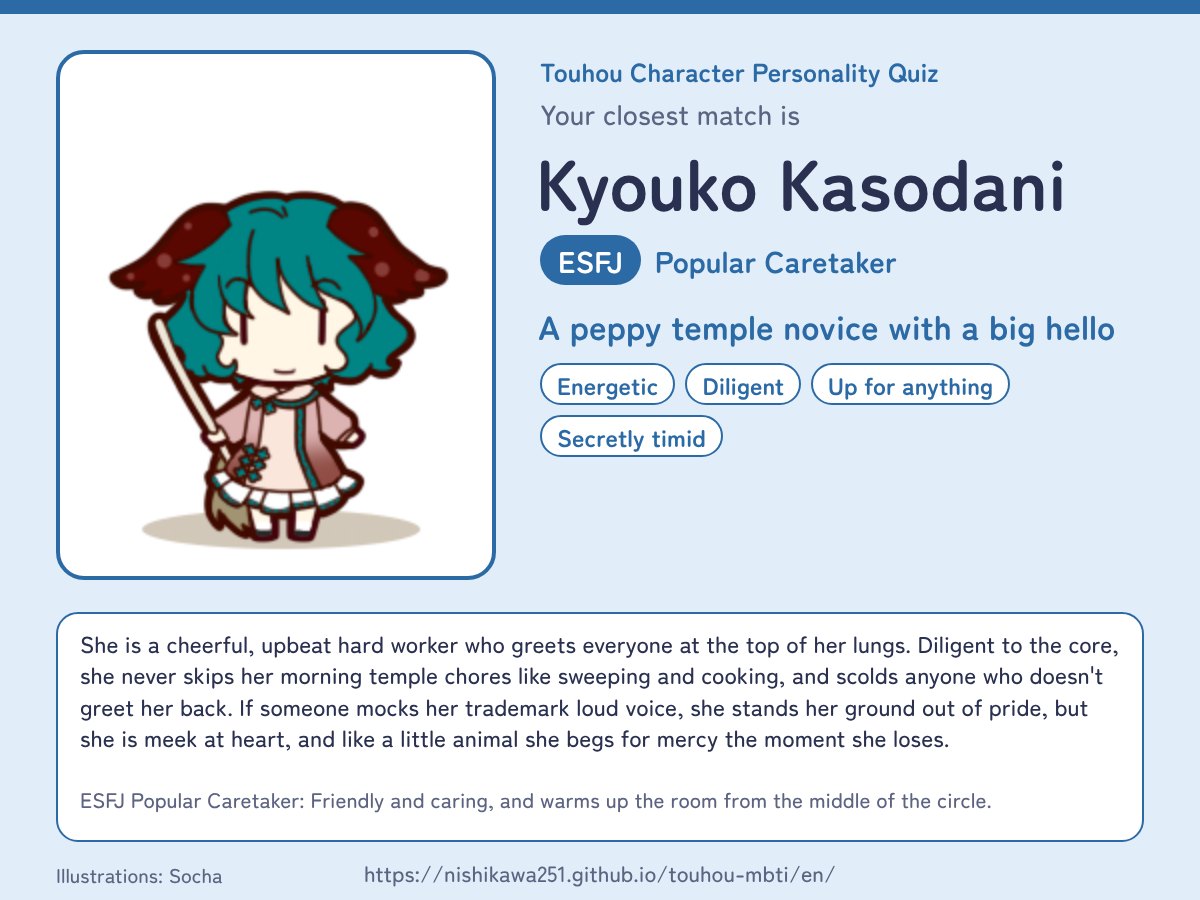 Touhou Character Personality Quiz
Your closest match is
Kyouko Kasodani
ESFJ Popular Caretaker
A peppy temple novice with a big hello
Energetic Diligent Up for anything
Secretly timid
She is a cheerful, upbeat hard worker who greets everyone at the top of her lungs. Diligent to the core,
she never skips her morning temple chores like sweeping and cooking, and scolds anyone who doesn't
greet her back. If someone mocks her trademark loud voice, she stands her ground out of pride, but
she is meek at heart, and like a little animal she begs for mercy the moment she loses.
ESFJ Popular Caretaker: Friendly and caring, and warms up the room from the middle of the circle.
Illustrations: Socha https://nishikawa251.github.io/touhou-mbti/en/